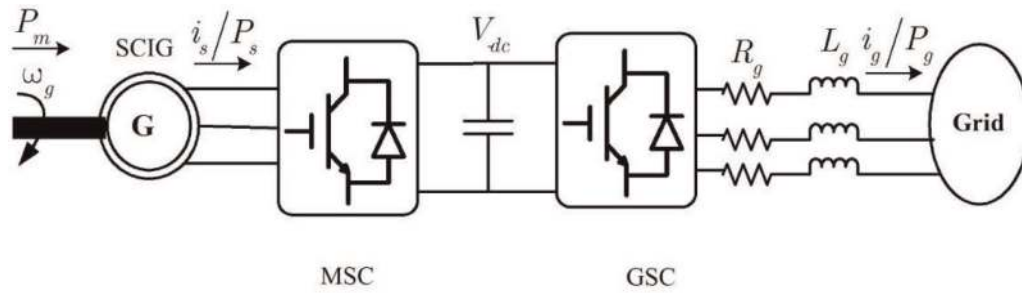 P_m
SCIG
i_s/P_s
V_dc
R_g
L_g
i_g/P_g
ω_g
G
Grid
MSC
GSC